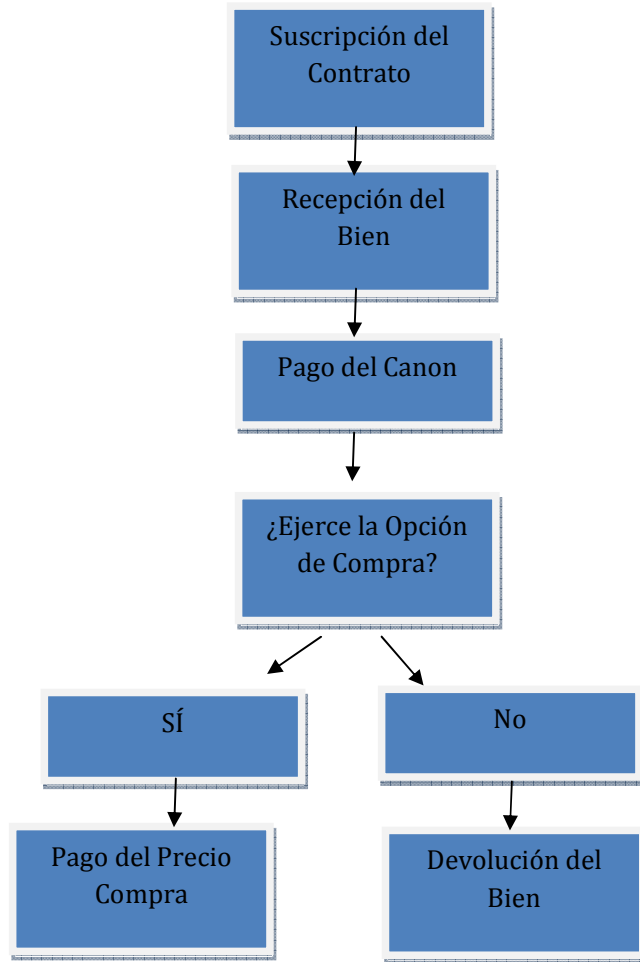 Suscripción del
Contrato
Recepción del
Bien
Pago del Canon
¿Ejerce la Opción
de Compra?
SÍ
No
Pago del Precio
Compra
Devolución del
Bien